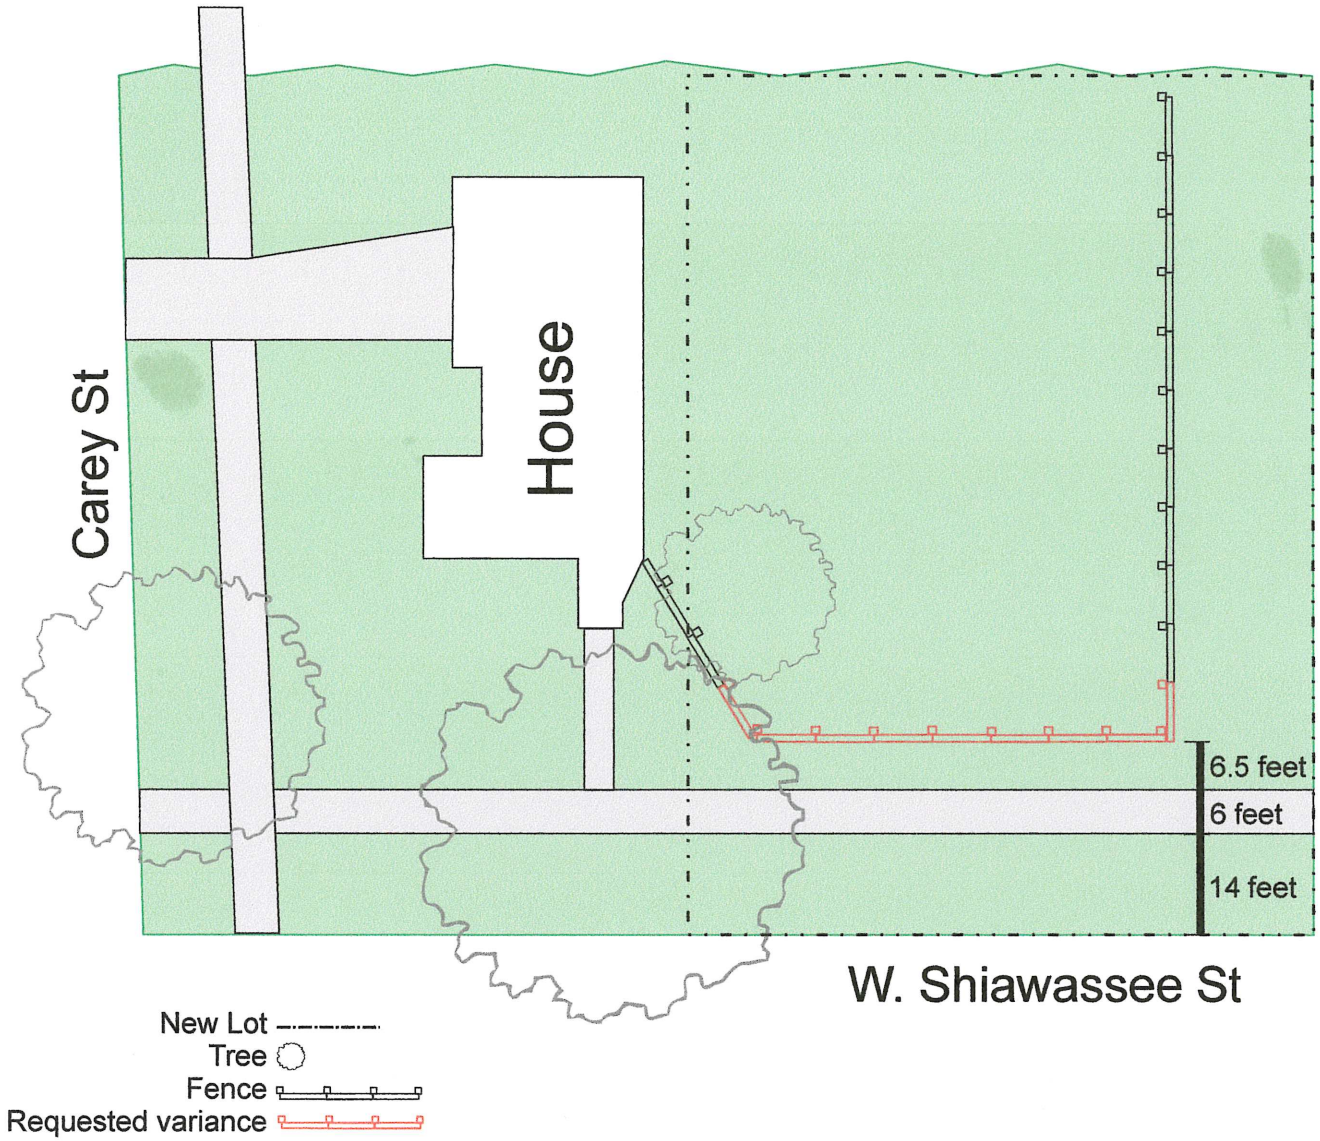 House
Carey St
6.5 feet
6 feet
14 feet
W. Shiawassee St
New Lot
Tree
Fence
Requested variance